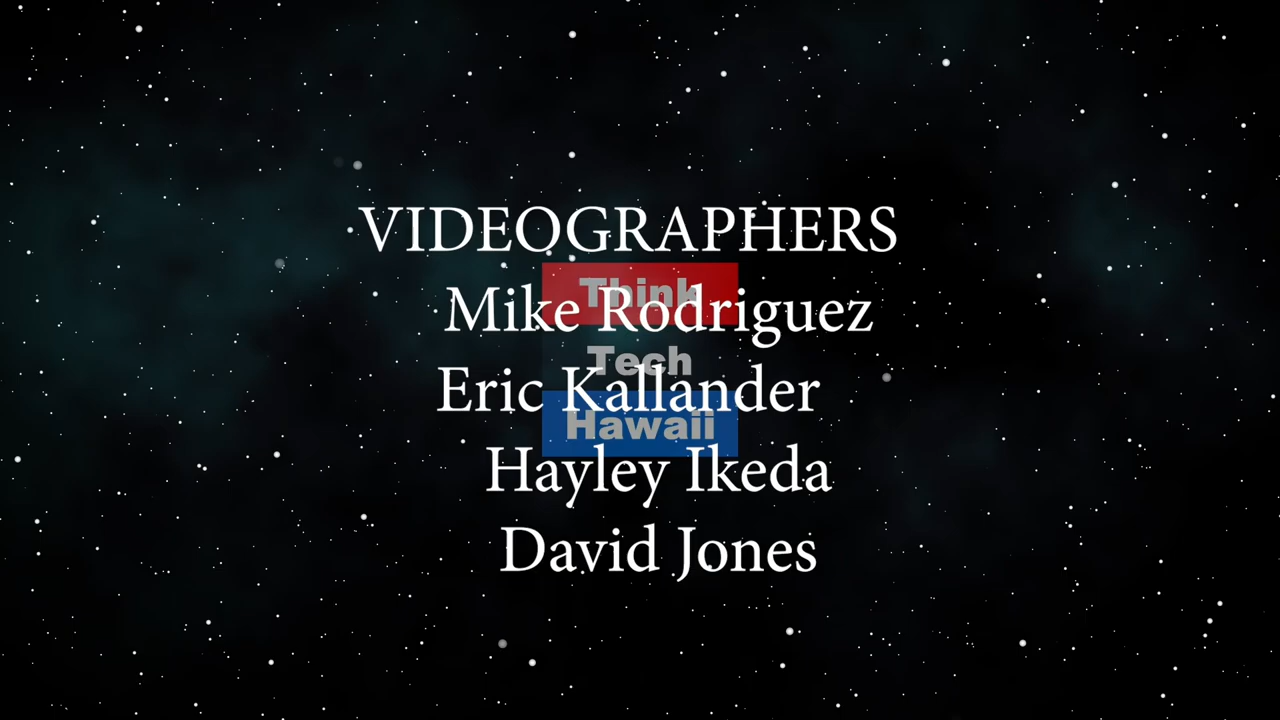 VIDEOGRAPHERS
Think
Mike Rodriguez
Tech
Eric Kallander
Hawaii
Hayley Ikeda
David Jones